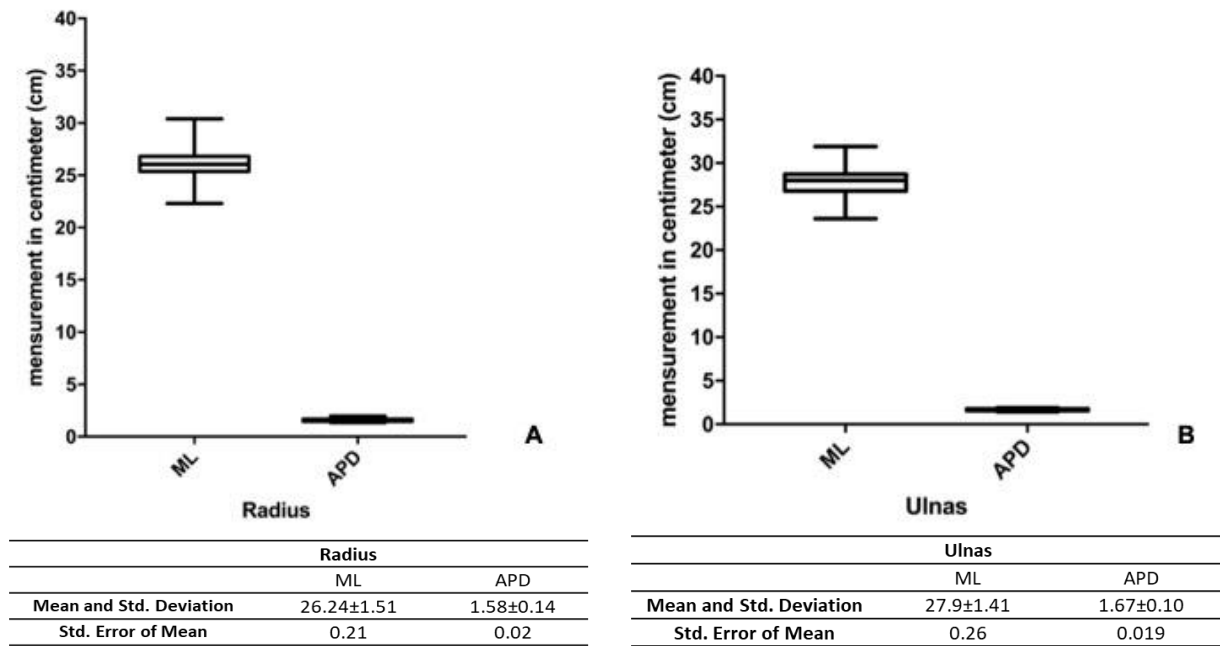 mensurement in centimeter (cm)
40
35
30
25
20
15
10
5
0
ML
APD
Radius
A
Radius
ML APD
Mean and Std. Deviation 26.24±1.51 1.58±0.14
Std. Error of Mean 0.21 0.02
measurement in centimeter (cm)
40
35
30
25
20
15
10
5
0
ML
APD
Ulnas
B
Ulnas
ML APD
Mean and Std. Deviation 27.9±1.41 1.67±0.10
Std. Error of Mean 0.26 0.019